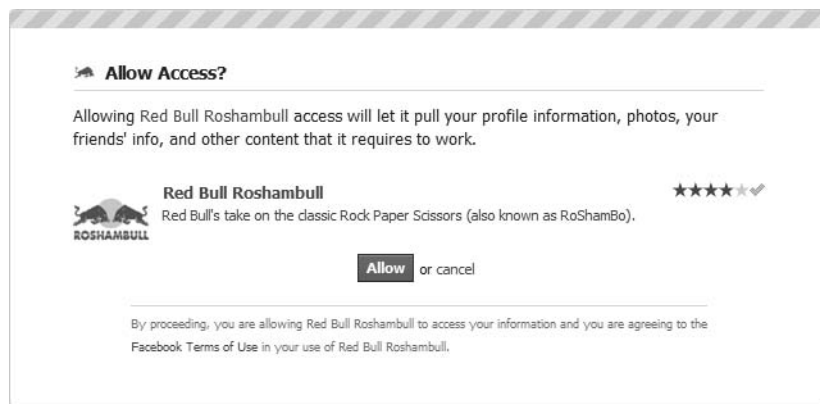 Allow Access?
Allowing Red Bull Roshambull access will let it pull your profile information, photos, your
friends' info, and other content that it requires to work.
Red Bull Roshambull
Red Bull's take on the classic Rock Paper Scissors (also known as RoShamBo).
ROSHAMBULL
Allow or cancel
By proceeding, you are allowing Red Bull Roshambull to access your information and you are agreeing to the
Facebook Terms of Use in your use of Red Bull Roshambull.